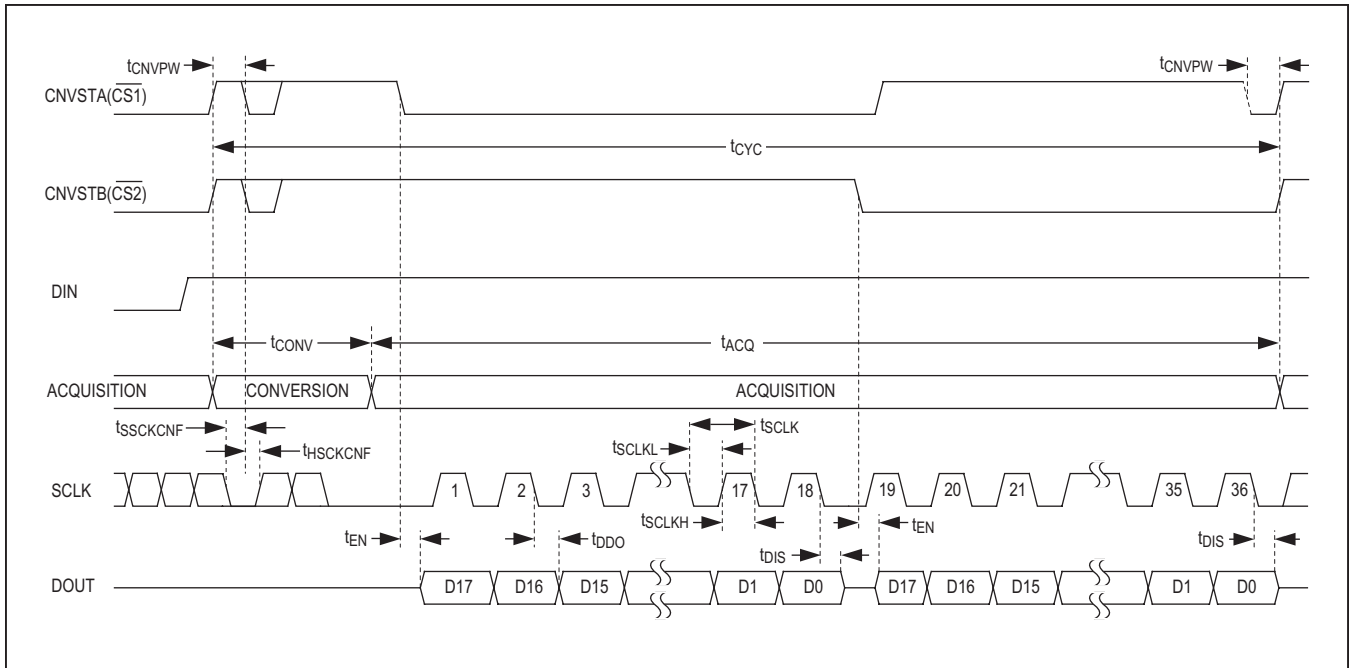 tCNVPW
tCNVPW
CNVSTA(CS1)
tCYC
CNVSTB(CS2)
DIN
tCONV
tACQ
ACQUISITION CONVERSION ACQUISITION
tSSCKCNF
tHSCKCNF
tSCLK
tSCLKL
SCLK 1 2 3 17 18 19 20 21 35 36
tSCLKH
tEN
tDDO
tDIS
tEN
tDIS
DOUT D17 D16 D15 D1 D0 D17 D16 D15 D1 D0